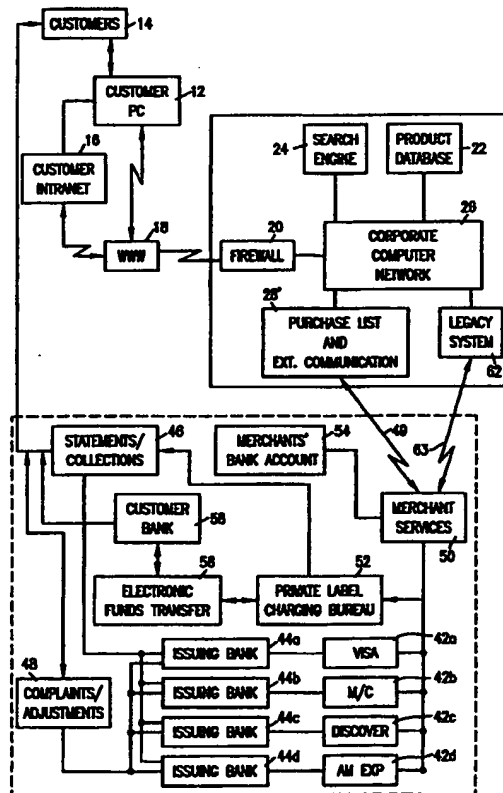 CUSTOMERS
14
CUSTOMER
PC
12
16
CUSTOMER
INTRANET
WWW
18
24
SEARCH
ENGINE
PRODUCT
DATABASE
22
20
FIREWALL
26
CORPORATE
COMPUTER
NETWORK
28'
PURCHASE LIST
AND
EXT. COMMUNICATION
LEGACY
SYSTEM
62
49
63
STATEMENTS/
COLLECTIONS
46
54
MERCHANTS'
BANK ACCOUNT
MERCHANT
SERVICES
50
CUSTOMER
BANK
58
56
ELECTRONIC
FUNDS TRANSFER
52
PRIVATE LABEL
CHARGING BUREAU
48
COMPLAINTS/
ADJUSTMENTS
ISSUING BANK
44a
VISA
42a
ISSUING BANK
44b
M/C
42b
ISSUING BANK
44c
DISCOVER
42c
ISSUING BANK
44d
AM EXP
42d